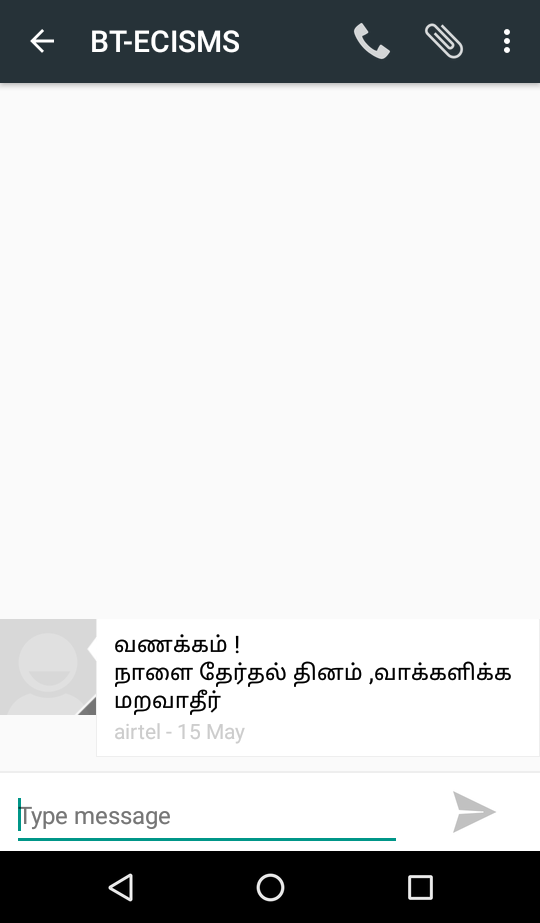 BT-ECISMS
வணக்கம் !
நாளை தேர்தல் தினம் ,வாக்களிக்க
மறவாதீர்
airtel - 15 May
Type message